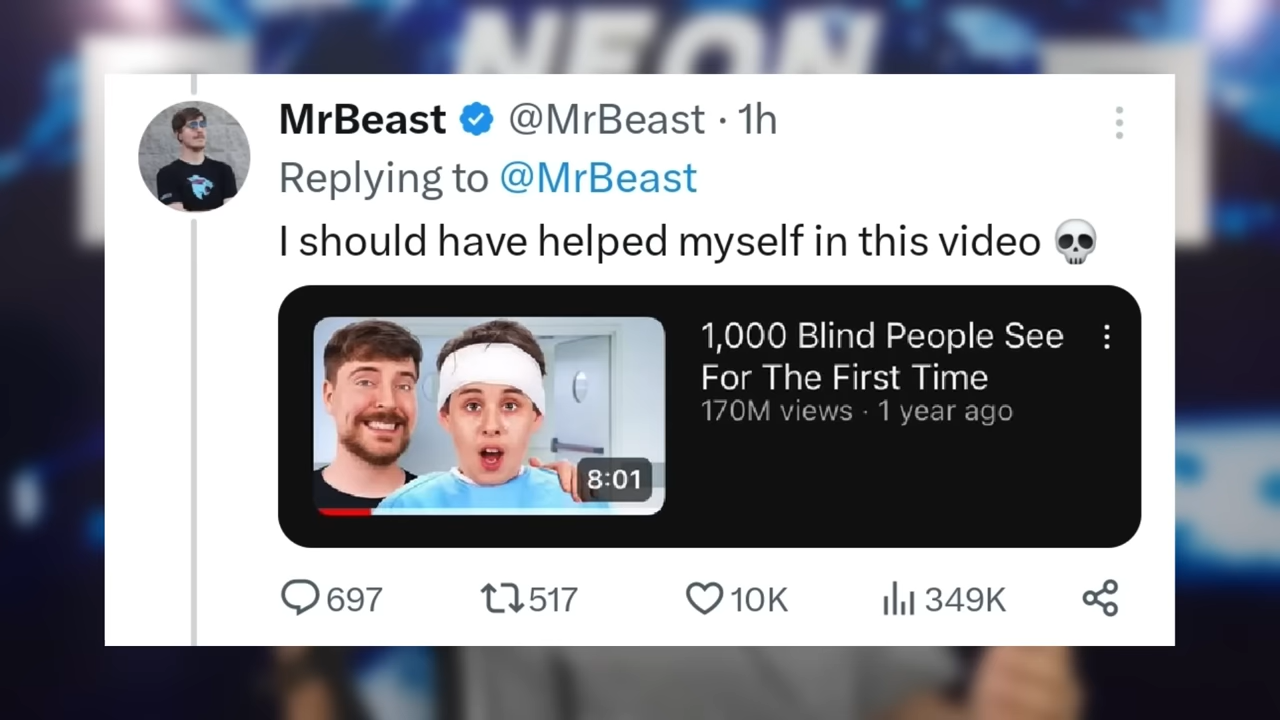 NEON
MrBeast @MrBeast · 1h
Replying to @MrBeast
I should have helped myself in this video 💀
1,000 Blind People See
For The First Time
170M views · 1 year ago
8:01
697 517 10K 349K